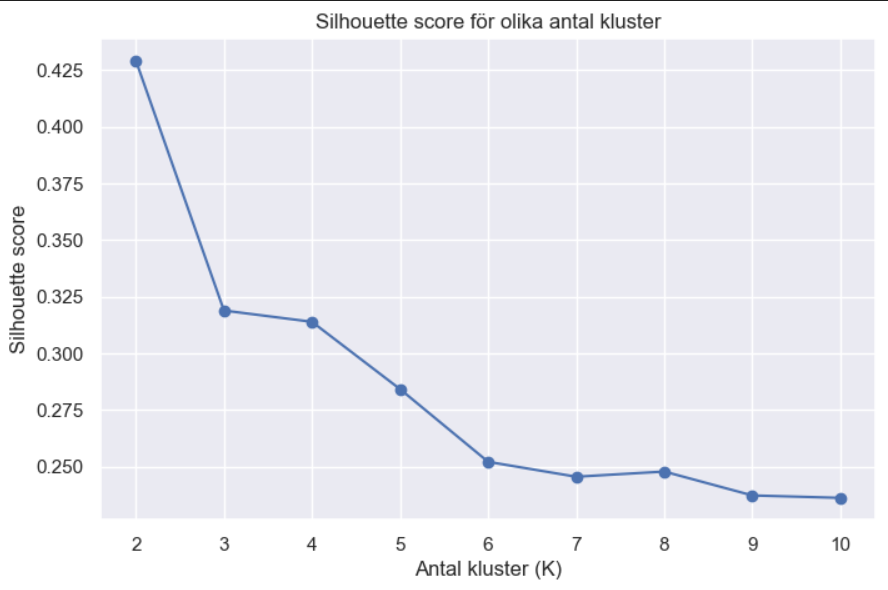 Silhouette score för olika antal kluster
0.425
0.400
0.375
0.350
0.325
0.300
0.275
0.250
Silhouette score
2 3 4 5 6 7 8 9 10
Antal kluster (K)